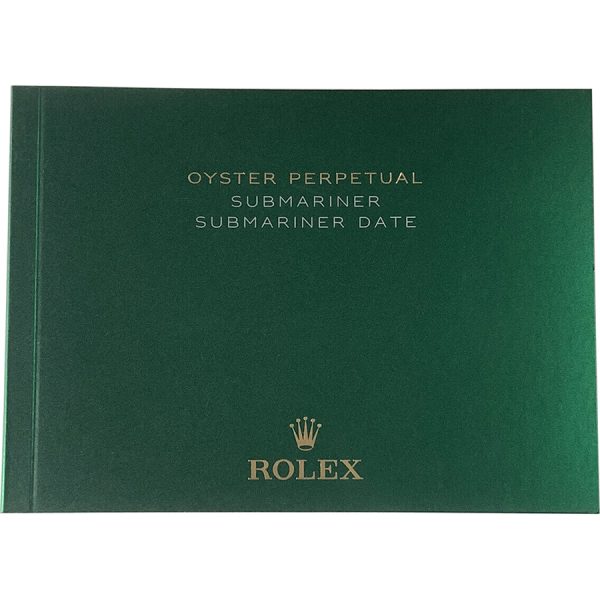 OYSTER PERPETUAL
SUBMARINER
SUBMARINER DATE
ROLEX